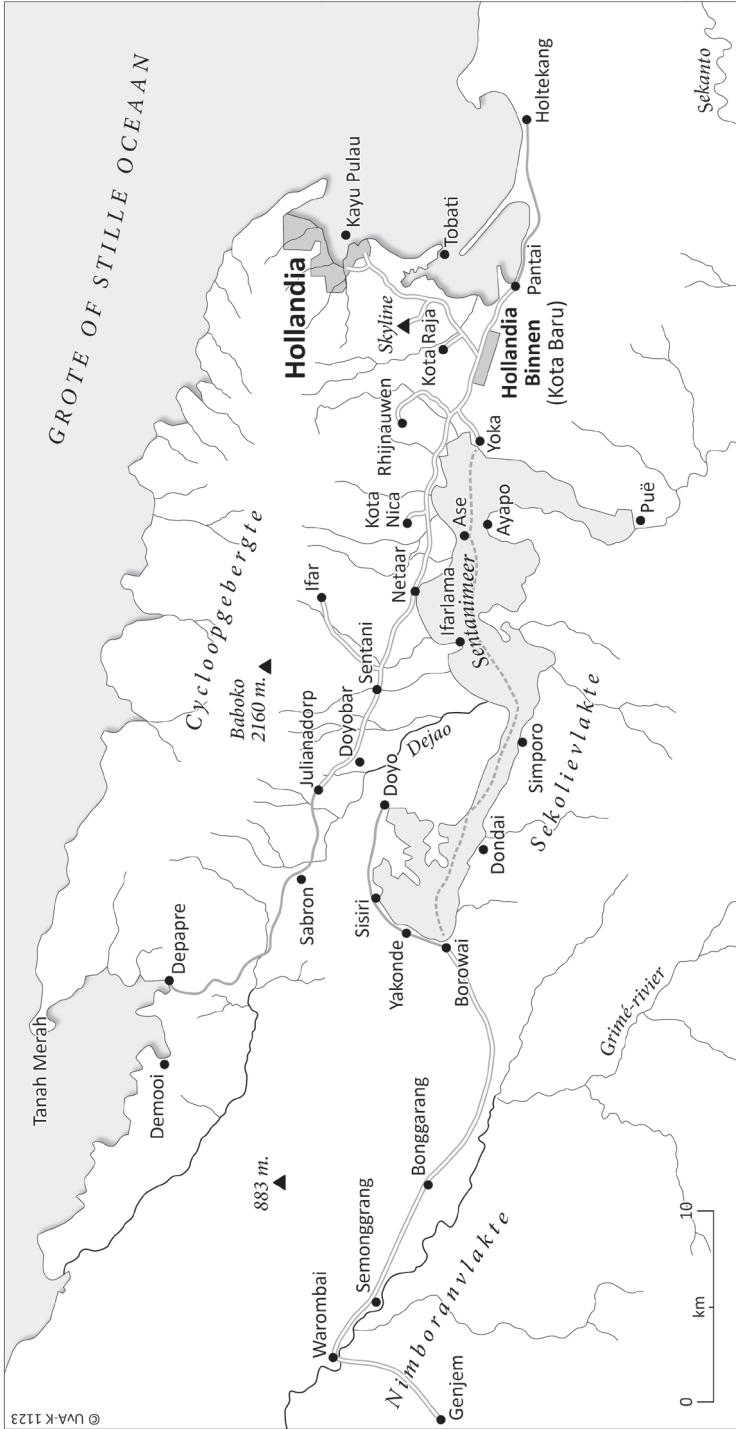 GROTE OF STILLE OCEAAN
Tanah Merah
Depapre
Demooi
Cycloopgebergte
Baboko
2160 m.
883 m.
Hollandia
Kayu Pulau
Skyline
Tobati
Kota Raja
Holtekang
Pantai
Hollandia
Binnen
(Kota Baru)
Rhijnauwen
Yoka
Kota
Nica
Ase
Ayapo
Puë
Ifar
Netaar
Ifarlama
Sentanimeer
Sentani
Julianadorp
Doyobar
Dejao
Doyo
Simporo
Sekolievlakte
Dondai
Sabron
Sisiri
Yakonde
Borowai
Grimé-rivier
Bonggarang
Semonggrang
Warombai
Nimboranvlakte
Genjem
Sekanto
0
km
10
© UvA-K 1123